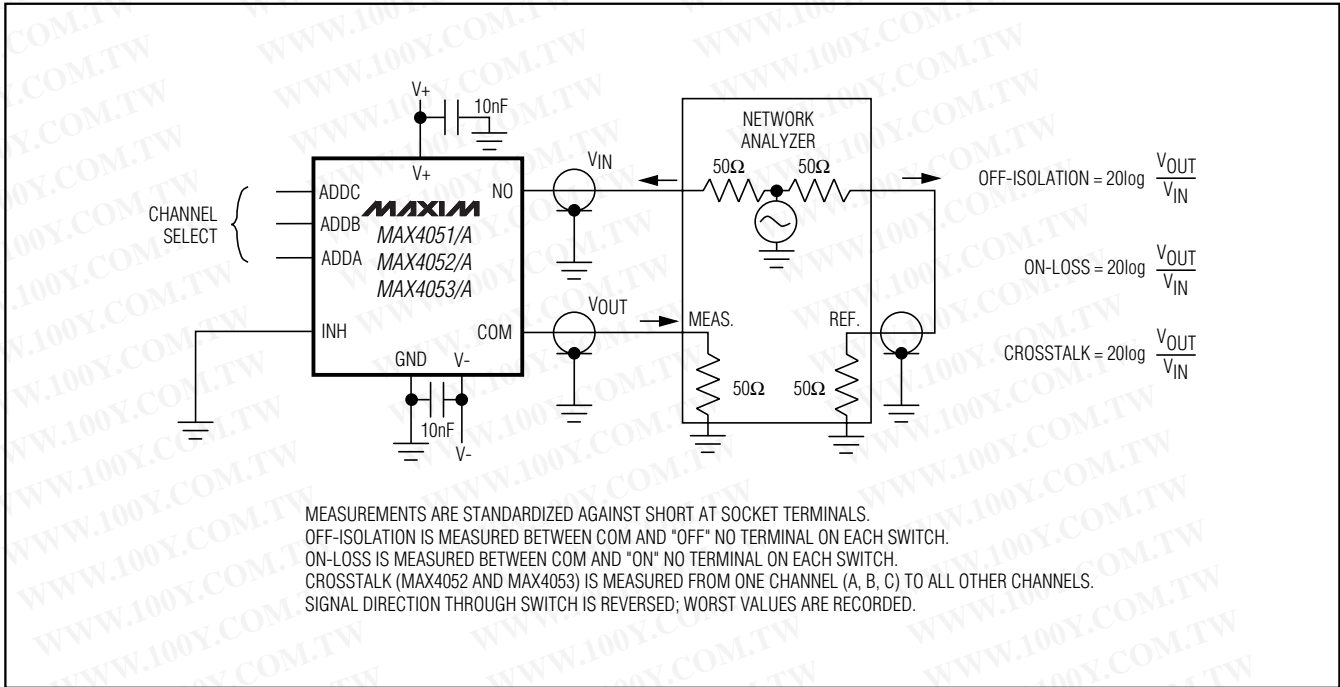 V+
10nF
V+
NO
VIN
NETWORK
ANALYZER
50Ω
50Ω
OFF-ISOLATION = 20log VOUT
VIN
CHANNEL
SELECT
ADDC
ADDB
ADDA
MAXIM
MAX4051/A
MAX4052/A
MAX4053/A
ON-LOSS = 20log VOUT
VIN
INH
COM
VOUT
MEAS.
REF.
CROSSTALK = 20log VOUT
VIN
GND
V-
50Ω
50Ω
10nF
V-
MEASUREMENTS ARE STANDARDIZED AGAINST SHORT AT SOCKET TERMINALS.
OFF-ISOLATION IS MEASURED BETWEEN COM AND "OFF" NO TERMINAL ON EACH SWITCH.
ON-LOSS IS MEASURED BETWEEN COM AND "ON" NO TERMINAL ON EACH SWITCH.
CROSSTALK (MAX4052 AND MAX4053) IS MEASURED FROM ONE CHANNEL (A, B, C) TO ALL OTHER CHANNELS.
SIGNAL DIRECTION THROUGH SWITCH IS REVERSED; WORST VALUES ARE RECORDED.
WWW.100Y.COM.TW